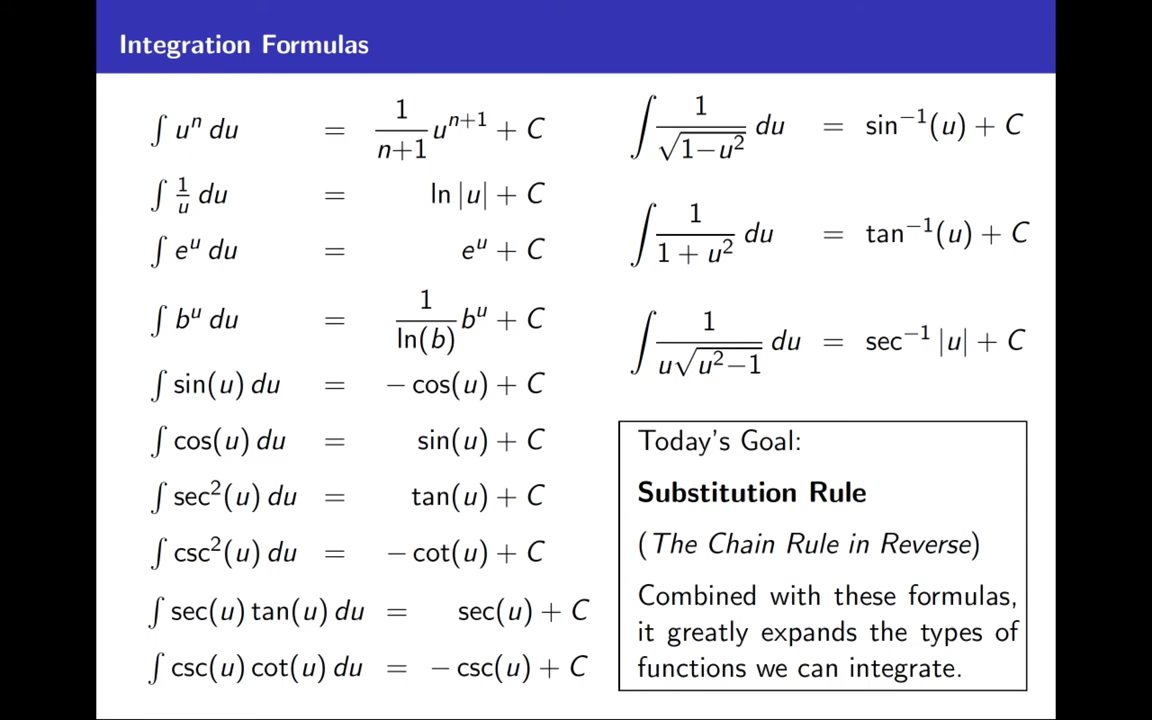 Integration Formulas
∫ uⁿ du = 1/(n+1) uⁿ⁺¹ + C
∫ 1/u du = ln |u| + C
∫ eᵘ du = eᵘ + C
∫ bᵘ du = 1/ln(b) bᵘ + C
∫ sin(u) du = − cos(u) + C
∫ cos(u) du = sin(u) + C
∫ sec²(u) du = tan(u) + C
∫ csc²(u) du = − cot(u) + C
∫ sec(u) tan(u) du = sec(u) + C
∫ csc(u) cot(u) du = − csc(u) + C
∫ 1/√(1−u²) du = sin⁻¹(u) + C
∫ 1/(1 + u²) du = tan⁻¹(u) + C
∫ 1/(u√(u²−1)) du = sec⁻¹ |u| + C
Today's Goal:
Substitution Rule
(The Chain Rule in Reverse)
Combined with these formulas,
it greatly expands the types of
functions we can integrate.